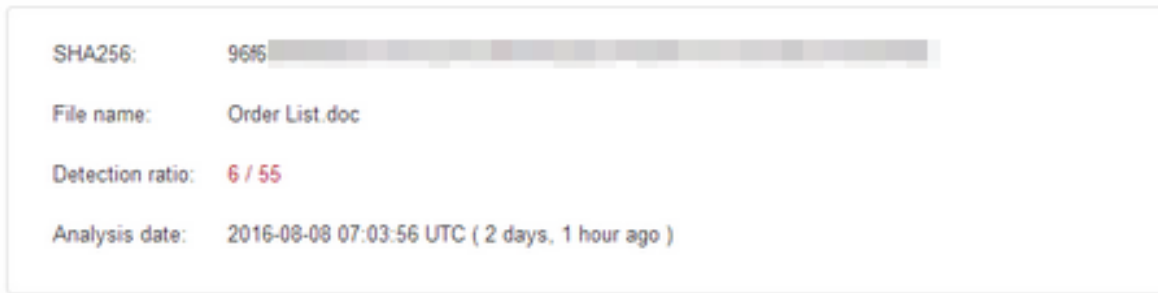 SHA256: 96f6
File name: Order List.doc
Detection ratio: 6 / 55
Analysis date: 2016-08-08 07:03:56 UTC ( 2 days, 1 hour ago )